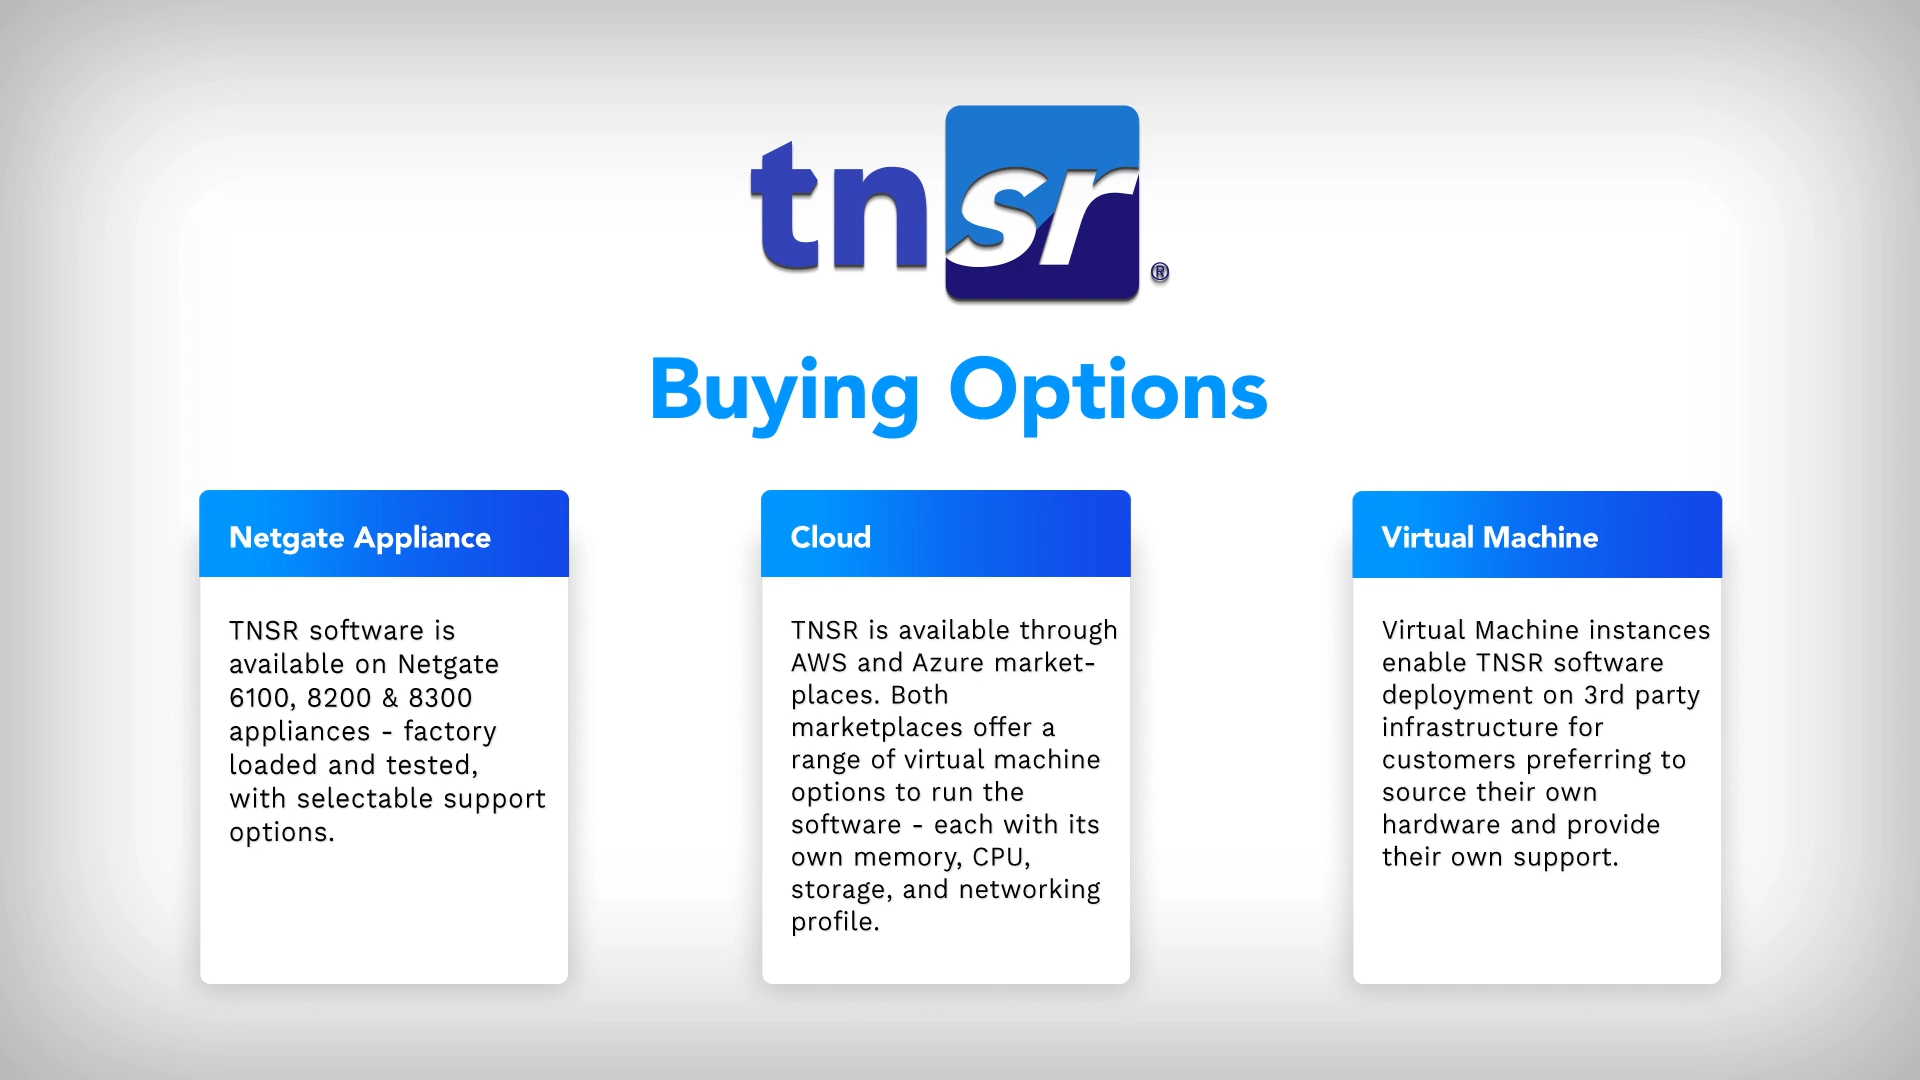 tnsr®
Buying Options
Netgate Appliance
TNSR software is
available on Netgate
6100, 8200 & 8300
appliances - factory
loaded and tested,
with selectable support
options.
Cloud
TNSR is available through
AWS and Azure market-
places. Both
marketplaces offer a
range of virtual machine
options to run the
software - each with its
own memory, CPU,
storage, and networking
profile.
Virtual Machine
Virtual Machine instances
enable TNSR software
deployment on 3rd party
infrastructure for
customers preferring to
source their own
hardware and provide
their own support.